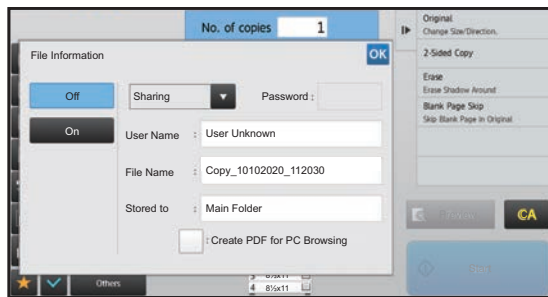 No. of copies 1
Original
Change Size/Direction.
2-Sided Copy
Erase
Erase Shadow Around
Blank Page Skip
Skip Blank Page in Original
File Information
OK
Off
On
Sharing
Password :
User Name : User Unknown
File Name : Copy_10102020_112030
Stored to : Main Folder
: Create PDF for PC Browsing
CA
Others
4 8½x11